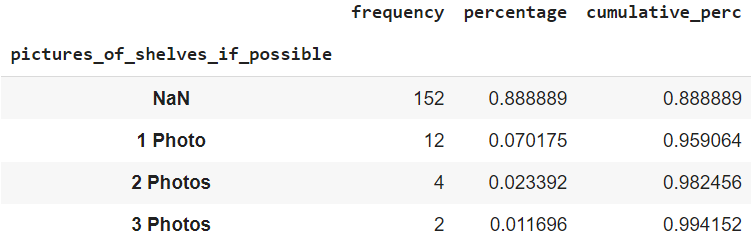 frequency percentage cumulative_perc
pictures_of_shelves_if_possible
NaN 152 0.888889 0.888889
1 Photo 12 0.070175 0.959064
2 Photos 4 0.023392 0.982456
3 Photos 2 0.011696 0.994152